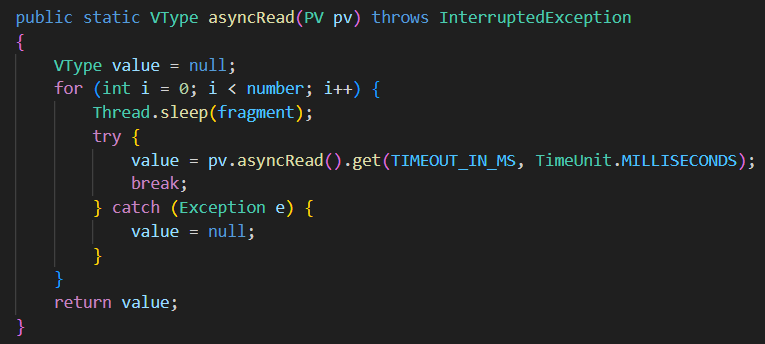 public static VType asyncRead(PV pv) throws InterruptedException
{
    VType value = null;
    for (int i = 0; i < number; i++) {
        Thread.sleep(fragment);
        try {
            value = pv.asyncRead().get(TIMEOUT_IN_MS, TimeUnit.MILLISECONDS);
            break;
        } catch (Exception e) {
            value = null;
        }
    }
    return value;
}